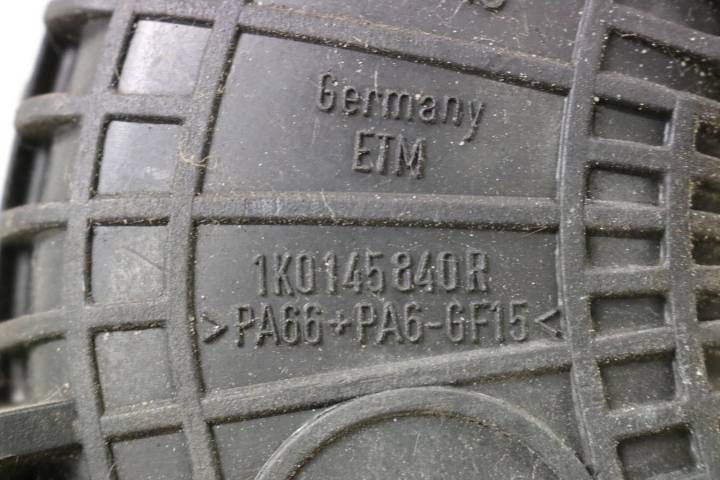 Germany
ETM
1K0145840R
>PA66+PA6-GF15<